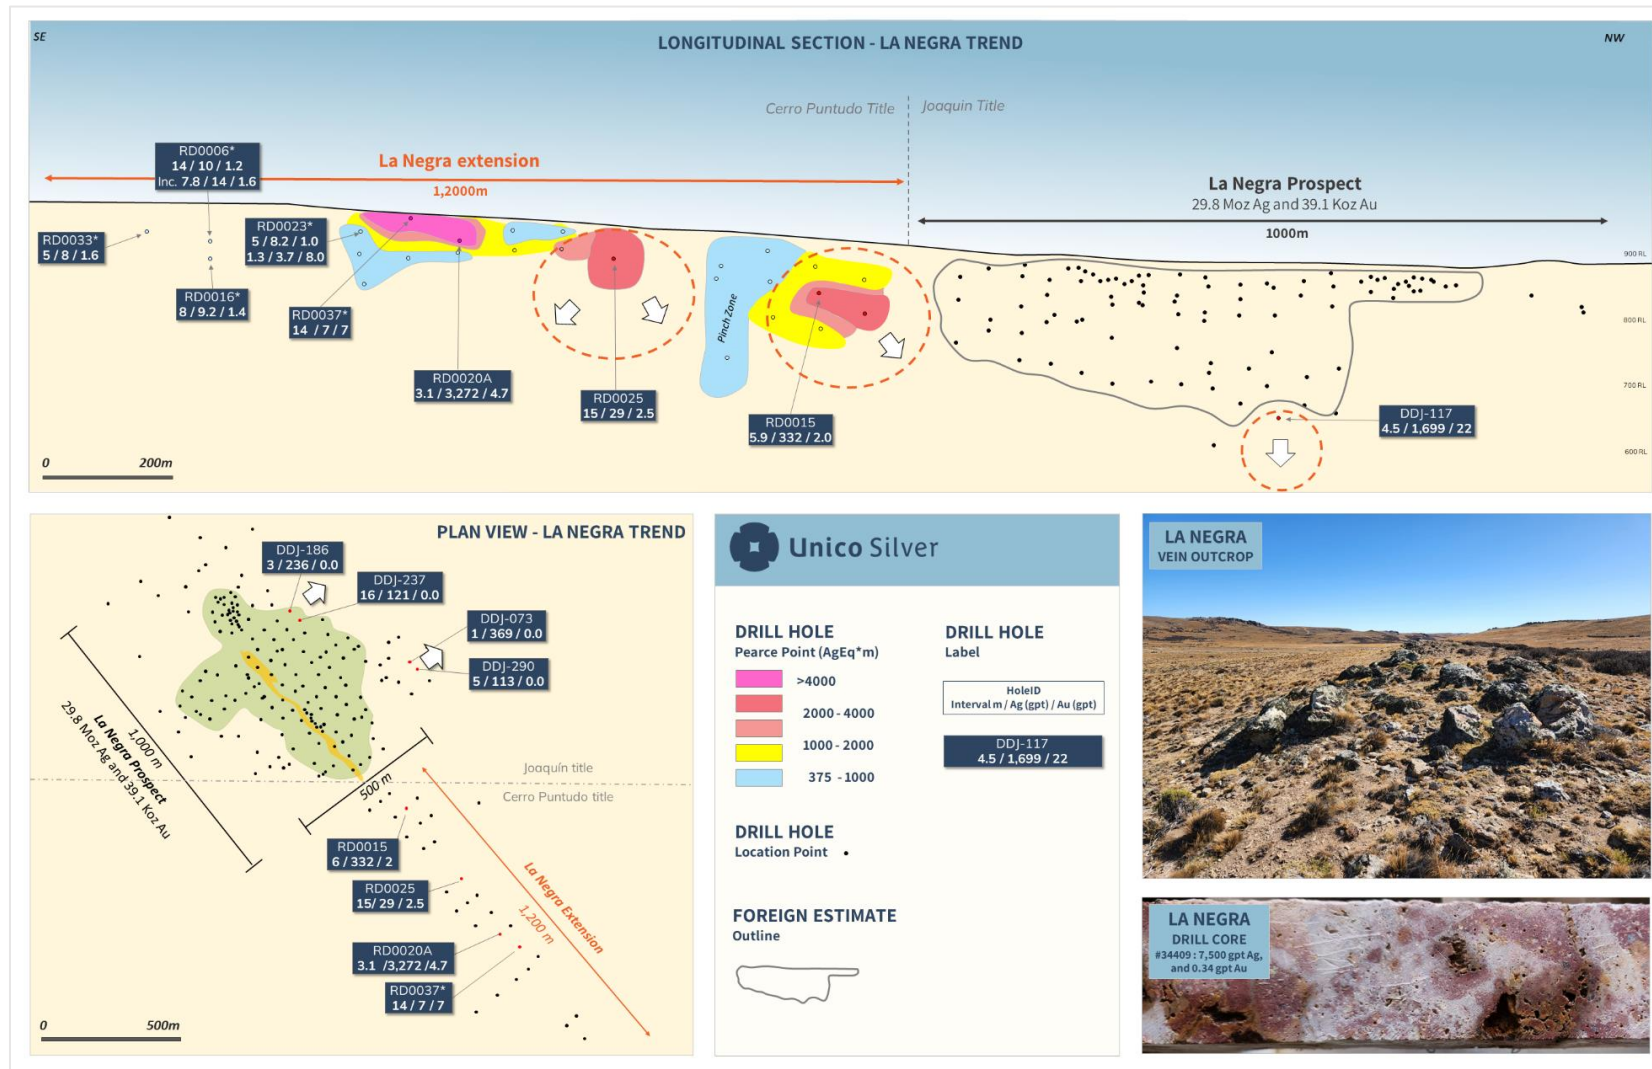 SE
LONGITUDINAL SECTION - LA NEGRA TREND
NW
Cerro Puntudo Title
Joaquin Title
RD0006*
14 / 10 / 1.2
Inc. 7.8 / 14 / 1.6
La Negra extension
1,2000m
La Negra Prospect
29.8 Moz Ag and 39.1 Koz Au
1000m
RD0033*
5 / 8 / 1.6
RD0023*
5 / 8.2 / 1.0
1.3 / 3.7 / 8.0
RD0016*
8 / 9.2 / 1.4
RD0037*
14 / 7 / 7
RD0020A
3.1 / 3,272 / 4.7
RD0025
15 / 29 / 2.5
Pinch Zone
RD0015
5.9 / 332 / 2.0
DDJ-117
4.5 / 1,699 / 22
900 RL
800 RL
700 RL
600 RL
0 200m
PLAN VIEW - LA NEGRA TREND
DDJ-186
3 / 236 / 0.0
DDJ-237
16 / 121 / 0.0
DDJ-073
1 / 369 / 0.0
DDJ-290
5 / 113 / 0.0
1,000 m
La Negra Prospect
29.8 Moz Ag and 39.1 Koz Au
500 m
Joaquín title
Cerro Puntudo title
RD0015
6 / 332 / 2
RD0025
15/ 29 / 2.5
RD0020A
3.1 /3,272 /4.7
RD0037*
14 / 7 / 7
La Negra Extension
1,200 m
0 500m
Unico Silver
DRILL HOLE
Pearce Point (AgEq*m)
>4000
2000 - 4000
1000 - 2000
375 - 1000
DRILL HOLE
Label
HoleID
Interval m / Ag (gpt) / Au (gpt)
DDJ-117
4.5 / 1,699 / 22
DRILL HOLE
Location Point
FOREIGN ESTIMATE
Outline
LA NEGRA
VEIN OUTCROP
LA NEGRA
DRILL CORE
#34409 : 7,500 gpt Ag,
and 0.34 gpt Au